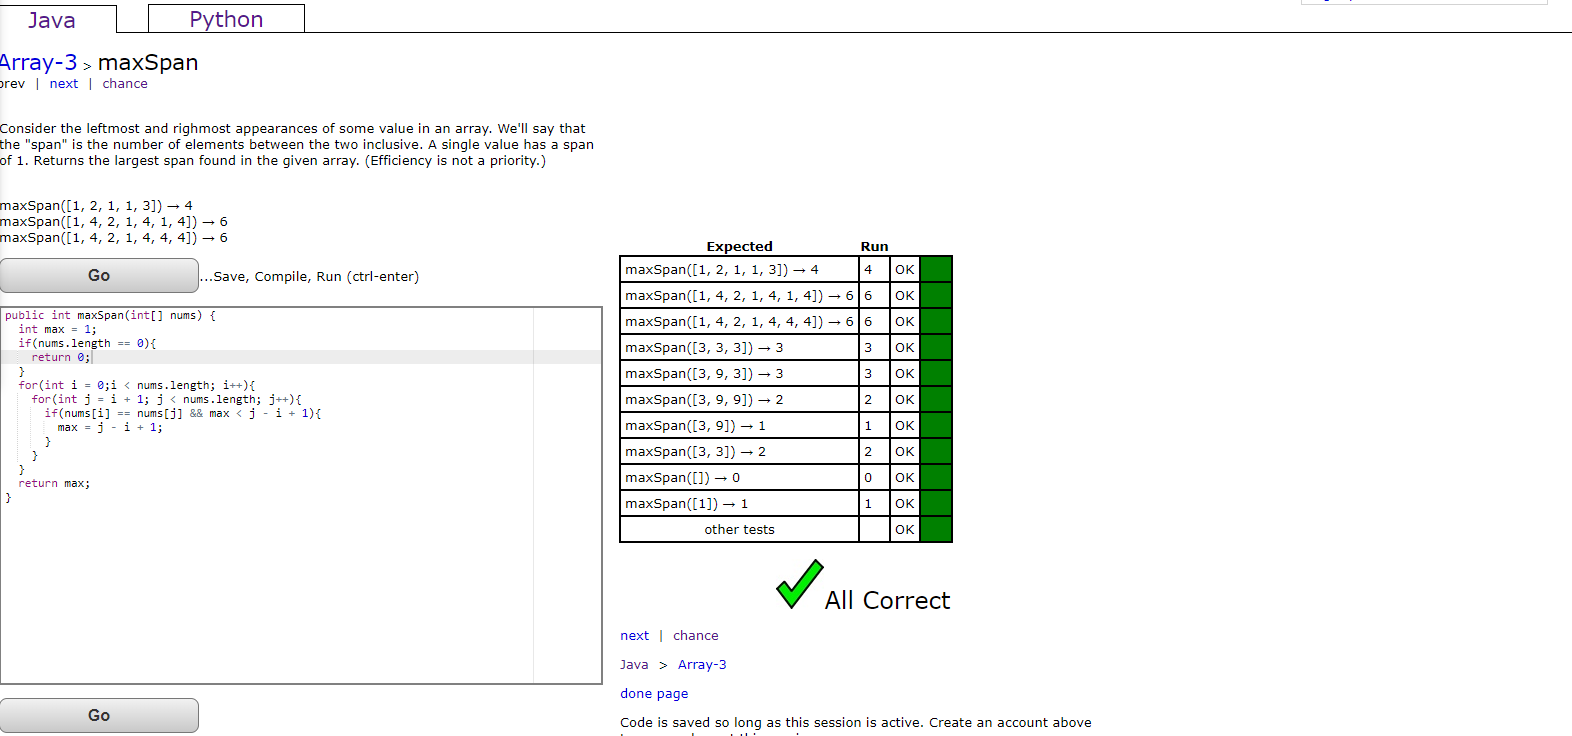 Java
Python
Array-3 > maxSpan
prev | next | chance
Consider the leftmost and righmost appearances of some value in an array. We'll say that
the "span" is the number of elements between the two inclusive. A single value has a span
of 1. Returns the largest span found in the given array. (Efficiency is not a priority.)
maxSpan([1, 2, 1, 1, 3]) → 4
maxSpan([1, 4, 2, 1, 4, 1, 4]) → 6
maxSpan([1, 4, 2, 1, 4, 4, 4]) → 6
Go
...Save, Compile, Run (ctrl-enter)
public int maxSpan(int[] nums) {
  int max = 1;
  if(nums.length == 0){
    return 0;
  }
  for(int i = 0;i < nums.length; i++){
    for(int j = i + 1; j < nums.length; j++){
      if(nums[i] == nums[j] && max < j - i + 1){
        max = j - i + 1;
      }
    }
  }
  return max;
}
Go
Expected Run
maxSpan([1, 2, 1, 1, 3]) → 4 4 OK
maxSpan([1, 4, 2, 1, 4, 1, 4]) → 6 6 OK
maxSpan([1, 4, 2, 1, 4, 4, 4]) → 6 6 OK
maxSpan([3, 3, 3]) → 3 3 OK
maxSpan([3, 9, 3]) → 3 3 OK
maxSpan([3, 9, 9]) → 2 2 OK
maxSpan([3, 9]) → 1 1 OK
maxSpan([3, 3]) → 2 2 OK
maxSpan([]) → 0 0 OK
maxSpan([1]) → 1 1 OK
other tests OK
All Correct
next | chance
Java > Array-3
done page
Code is saved so long as this session is active. Create an account above